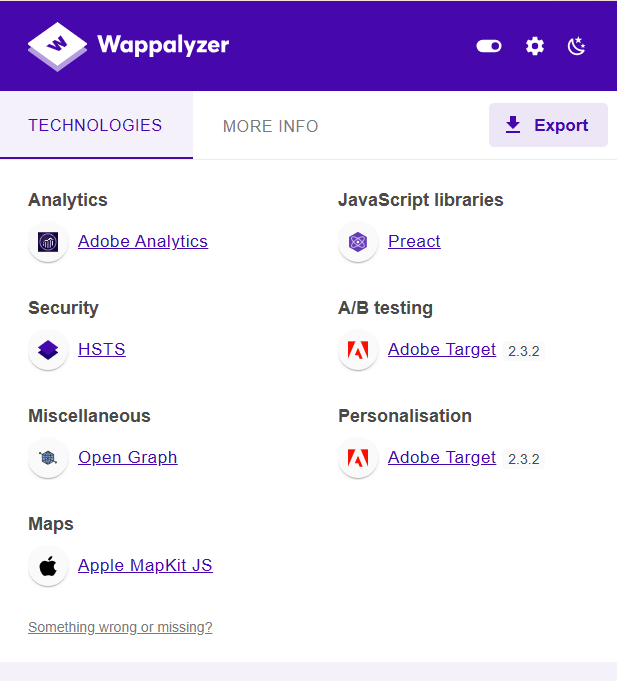 Wappalyzer
TECHNOLOGIES
MORE INFO
Export
Analytics
Adobe Analytics
Security
HSTS
Miscellaneous
Open Graph
Maps
Apple MapKit JS
JavaScript libraries
Preact
A/B testing
Adobe Target 2.3.2
Personalisation
Adobe Target 2.3.2
Something wrong or missing?